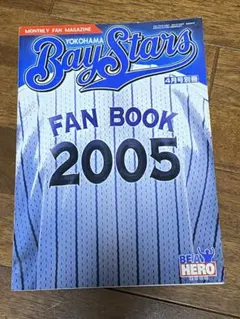 MONTHLY FAN MAGAZINE
YOKOHAMA
BayStars
4月号別冊
FAN BOOK
2005
BE A
HERO